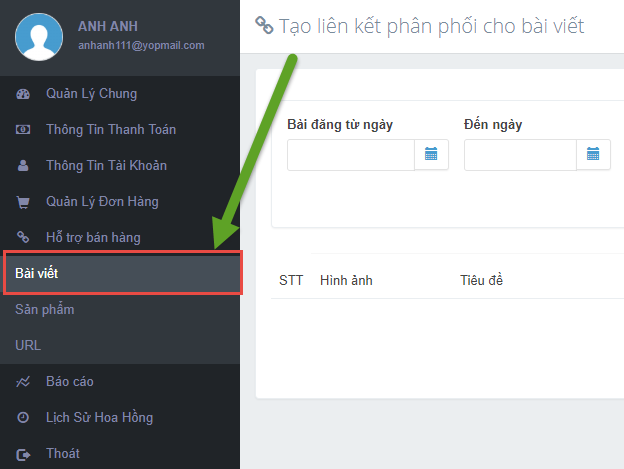 ANH ANH
anhanh111@yopmail.com
Quản Lý Chung
Thông Tin Thanh Toán
Thông Tin Tài Khoản
Quản Lý Đơn Hàng
Hỗ trợ bán hàng
Bài viết
Sản phẩm
URL
Báo cáo
Lịch Sử Hoa Hồng
Thoát
Tạo liên kết phân phối cho bài viết
Bài đăng từ ngày Đến ngày
STT Hình ảnh Tiêu đề